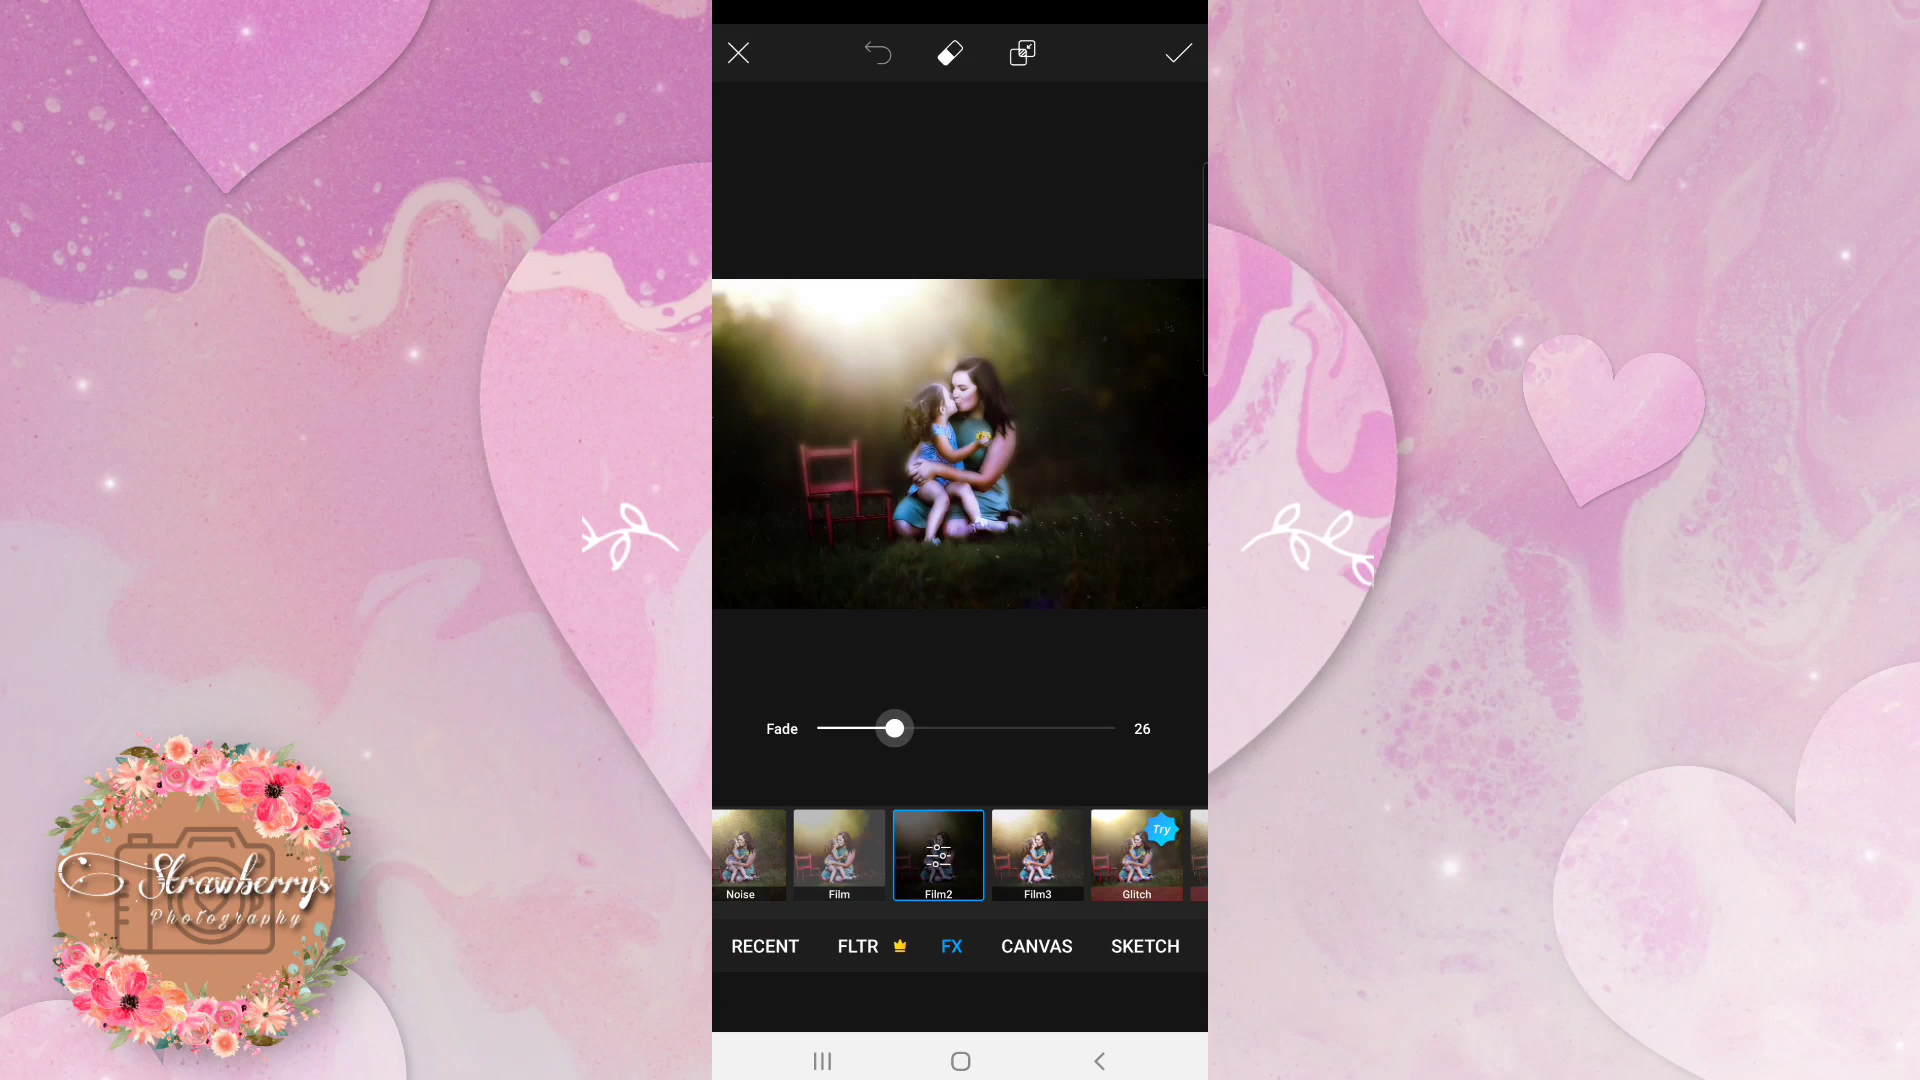 Fade 26
Noise Film Film2 Film3 Glitch
Try
RECENT FLTR FX CANVAS SKETCH
Strawberrys
Photography